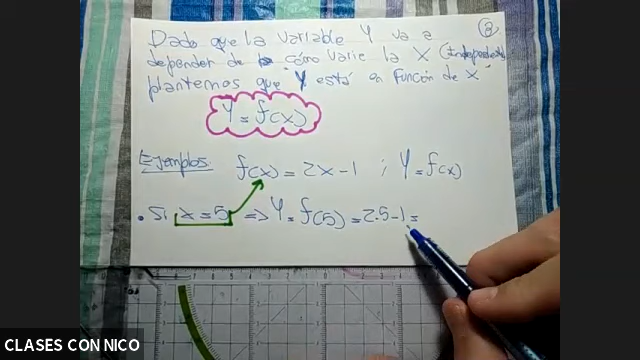 ②
Dado que la variable Y va a
depender de cómo varíe la X (Independiente)
planteamos que Y está en función de X
Y = f(x)
Ejemplos: f(x) = 2x - 1 ; Y = f(x)
• Si x = 5 => Y = f(5) = 2.5 - 1 =
CLASES CON NICO